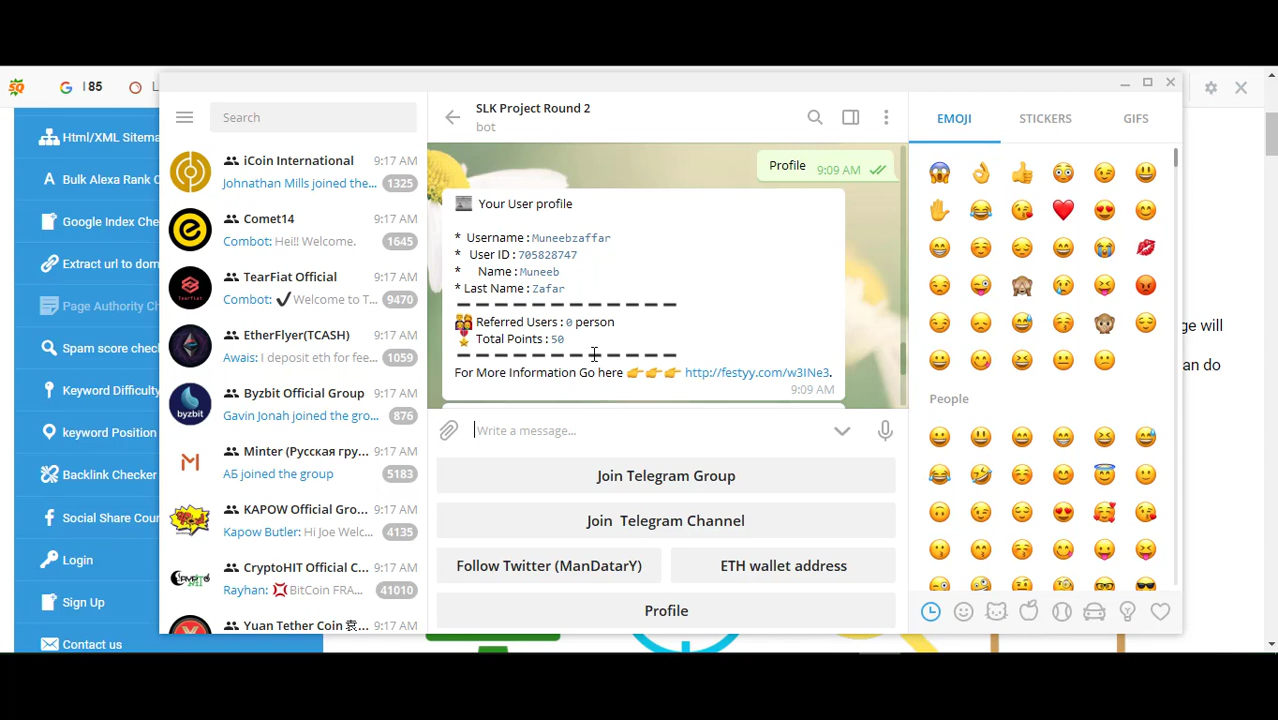 85
L
Html/XML Sitema
Bulk Alexa Rank C
Google Index Che
Extract url to dom
Page Authority Ch
Spam score check
Keyword Difficulty
keyword Position
Backlink Checker
Social Share Coun
Login
Sign Up
Contact us
Search
iCoin International 9:17 AM
Johnathan Mills joined the... 1325
Comet14 9:17 AM
Combot: Hei!! Welcome. 1645
TearFiat Official 9:17 AM
Combot: ✔Welcome to T... 9470
EtherFlyer(TCASH) 9:17 AM
Awais: I deposit eth for fee... 1059
Byzbit Official Group 9:17 AM
byzbit
Gavin Jonah joined the gro... 876
Minter (Русская гру... 9:17 AM
АБ joined the group 5183
KAPOW Official Gro... 9:17 AM
Kapow Butler: Hi Joe Welc... 4135
CryptoHIT Official C... 9:17 AM
Rayhan: 💢BitCoin FRA... 41010
Yuan Tether Coin 袁... 9:17 AM
SLK Project Round 2
bot
Profile 9:09 AM
Your User profile
* Username : Muneebzaffar
* User ID : 705828747
* Name : Muneeb
* Last Name : Zafar
Referred Users : 0 person
Total Points : 50
For More Information Go here 👉👉👉 http://festyy.com/w3INe3.
9:09 AM
Write a message...
Join Telegram Group
Join Telegram Channel
Follow Twitter (ManDatarY) ETH wallet address
Profile
EMOJI STICKERS GIFS
People
ge will
an do